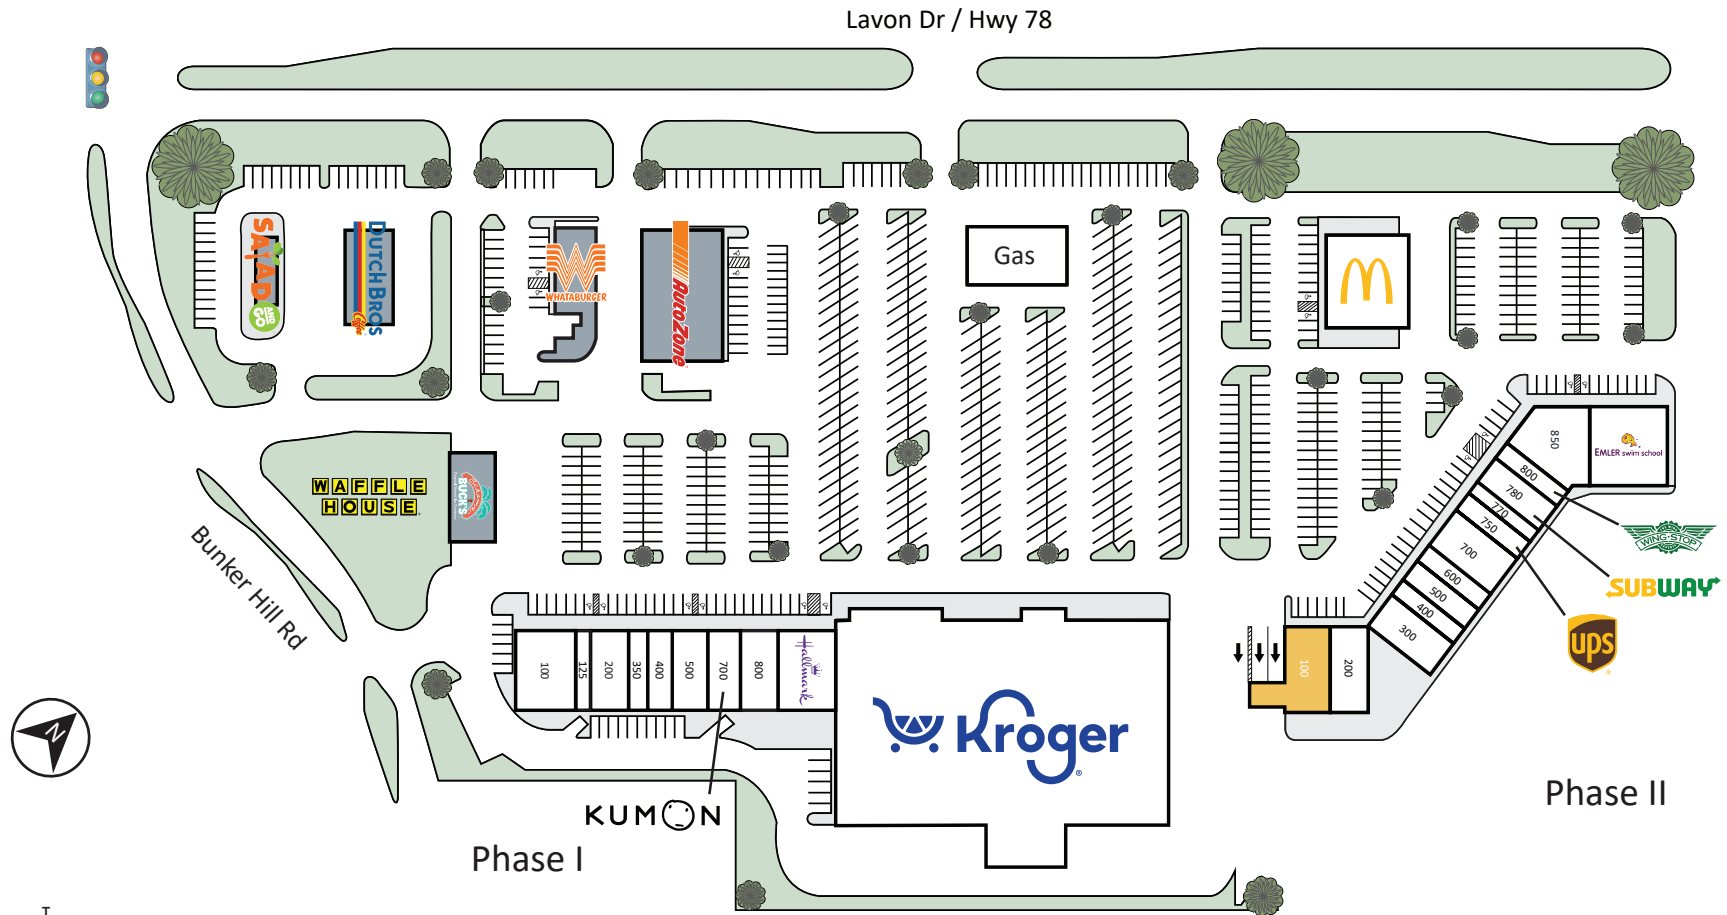 Lavon Dr / Hwy 78
SALAD
AND
GO
DUTCH BROS
Coffee
WHATABURGER
AutoZone
Gas
WAFFLE
HOUSE
BUCK'S
Bunker Hill Rd
N
100
125
200
350
400
500
700
800
Hallmark
KUMON
Kroger
Phase I
850
EMLER swim school
800
780
770
750
700
600
500
400
300
200
100
WING·STOP
SUBWAY
ups
Phase II
T